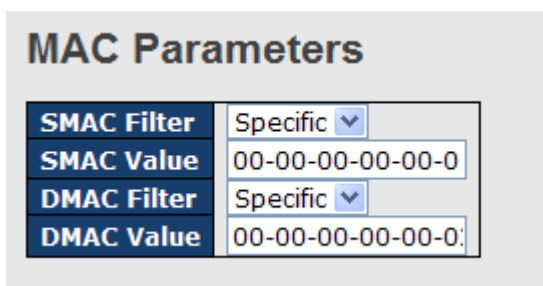 MAC Parameters
SMAC Filter Specific
SMAC Value 00-00-00-00-00-0
DMAC Filter Specific
DMAC Value 00-00-00-00-00-0